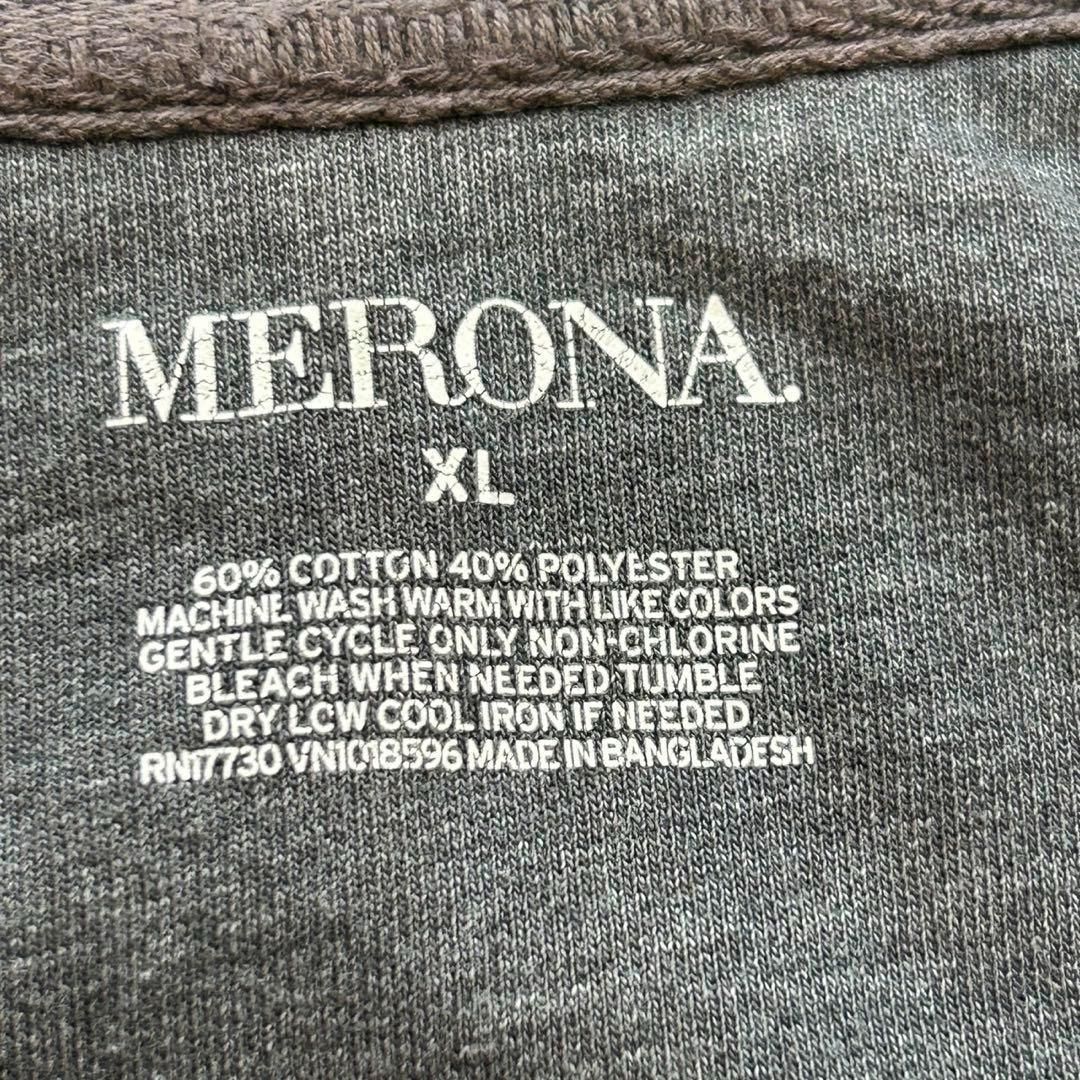 MERONA.
XL
60% COTTON 40% POLYESTER
MACHINE WASH WARM WITH LIKE COLORS
GENTLE CYCLE ONLY NON-CHLORINE
BLEACH WHEN NEEDED TUMBLE
DRY LOW COOL IRON IF NEEDED
RN17730 VN1018596 MADE IN BANGLADESH